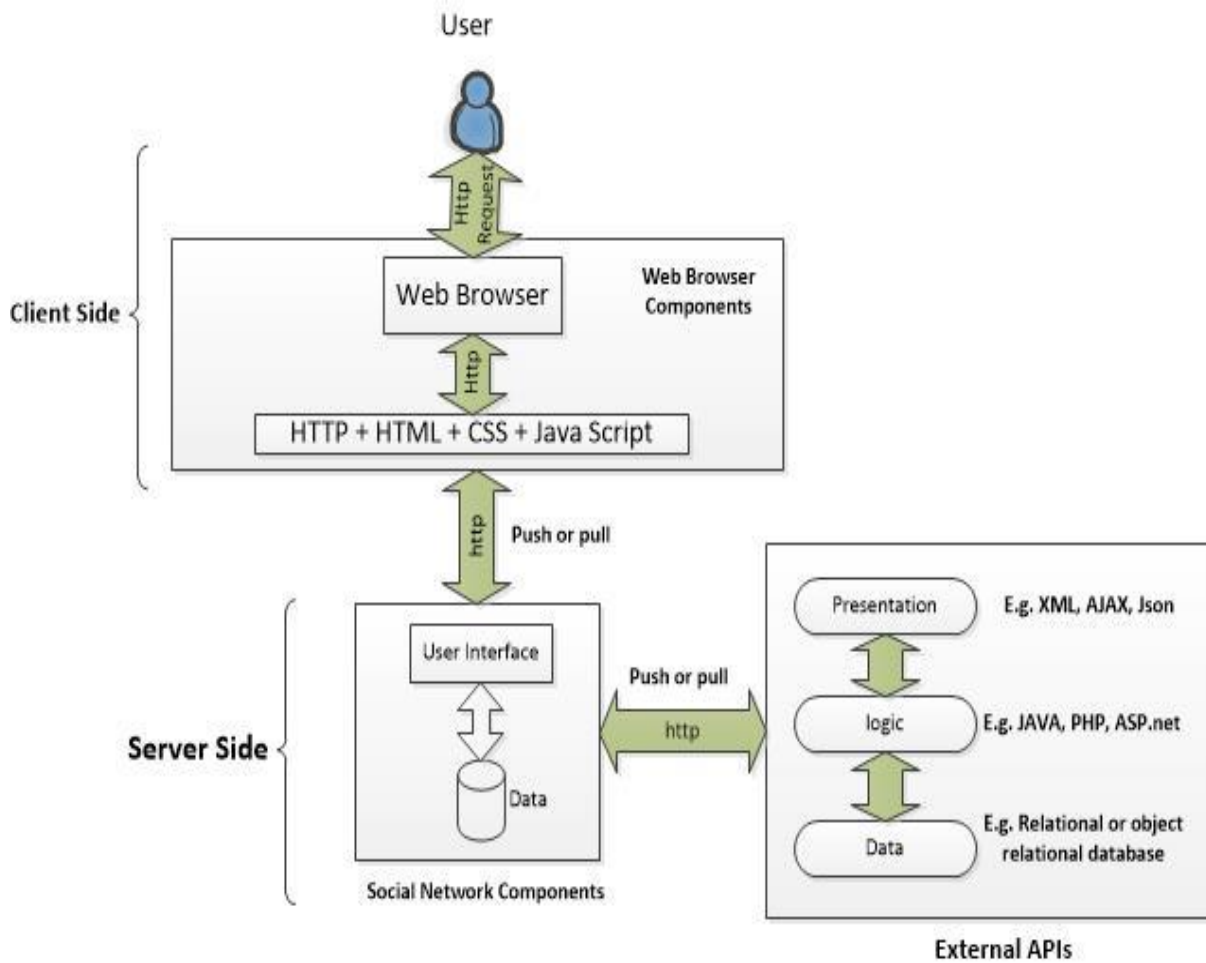 User
Http
Request
Client Side
Web Browser
Web Browser
Components
Http
HTTP + HTML + CSS + Java Script
http
Push or pull
Server Side
User Interface
Data
Social Network Components
Push or pull
http
Presentation
E.g. XML, AJAX, Json
logic
E.g. JAVA, PHP, ASP.net
Data
E.g. Relational or object
relational database
External APIs